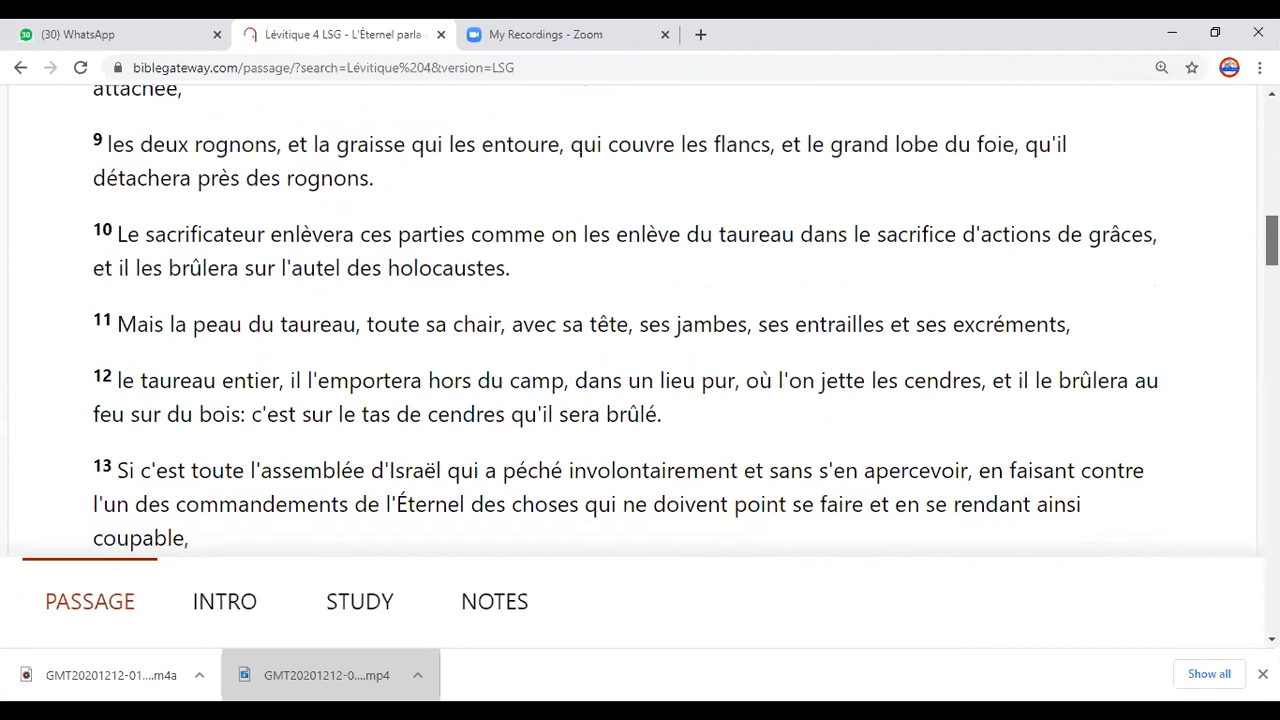 (30) WhatsApp
Lévitique 4 LSG - L'Éternel parla
My Recordings - Zoom
biblegateway.com/passage/?search=Lévitique%204&version=LSG
attachée,
9 les deux rognons, et la graisse qui les entoure, qui couvre les flancs, et le grand lobe du foie, qu'il
détachera près des rognons.
10 Le sacrificateur enlèvera ces parties comme on les enlève du taureau dans le sacrifice d'actions de grâces,
et il les brûlera sur l'autel des holocaustes.
11 Mais la peau du taureau, toute sa chair, avec sa tête, ses jambes, ses entrailles et ses excréments,
12 le taureau entier, il l'emportera hors du camp, dans un lieu pur, où l'on jette les cendres, et il le brûlera au
feu sur du bois: c'est sur le tas de cendres qu'il sera brûlé.
13 Si c'est toute l'assemblée d'Israël qui a péché involontairement et sans s'en apercevoir, en faisant contre
l'un des commandements de l'Éternel des choses qui ne doivent point se faire et en se rendant ainsi
coupable,
PASSAGE INTRO STUDY NOTES
GMT20201212-01....m4a
GMT20201212-0....mp4
Show all